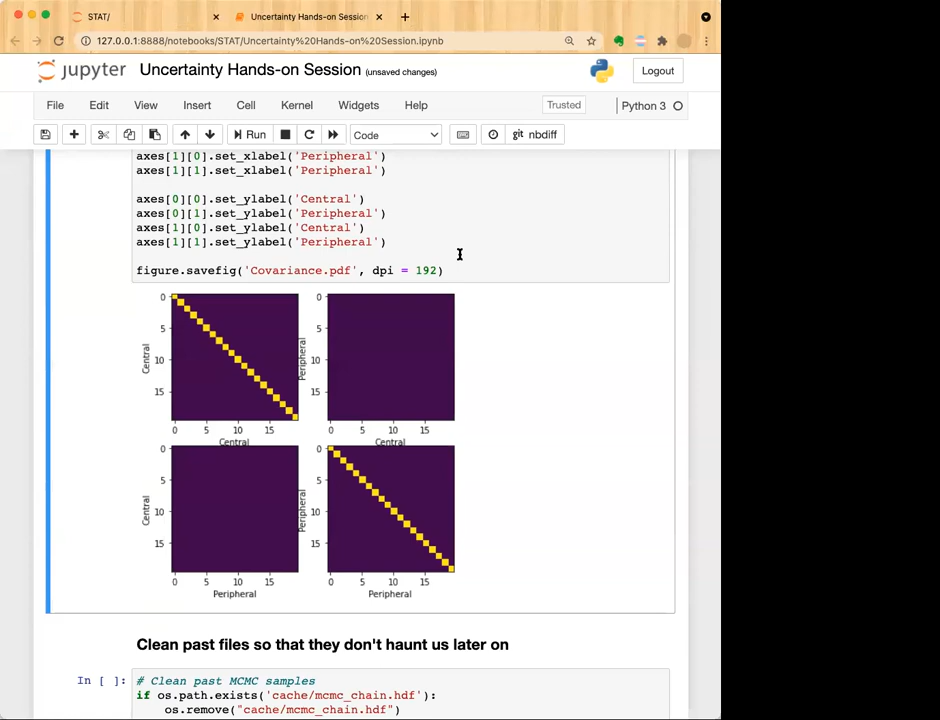 STAT/
Uncertainty Hands-on Session
127.0.0.1:8888/notebooks/STAT/Uncertainty%20Hands-on%20Session.ipynb
jupyter Uncertainty Hands-on Session (unsaved changes)
Logout
File Edit View Insert Cell Kernel Widgets Help Trusted Python 3
Run Code git nbdiff
axes[1][0].set_xlabel('Peripheral')
axes[1][1].set_xlabel('Peripheral')
axes[0][0].set_ylabel('Central')
axes[0][1].set_ylabel('Peripheral')
axes[1][0].set_ylabel('Central')
axes[1][1].set_ylabel('Peripheral')
figure.savefig('Covariance.pdf', dpi = 192)
0
5
10
15
Central
0 5 10 15
Central
0
5
10
15
Peripheral
0 5 10 15
Central
0
5
10
15
Central
0 5 10 15
Peripheral
0
5
10
15
Peripheral
0 5 10 15
Peripheral
Clean past files so that they don't haunt us later on
In [ ]: # Clean past MCMC samples
if os.path.exists('cache/mcmc_chain.hdf'):
os.remove("cache/mcmc_chain.hdf")